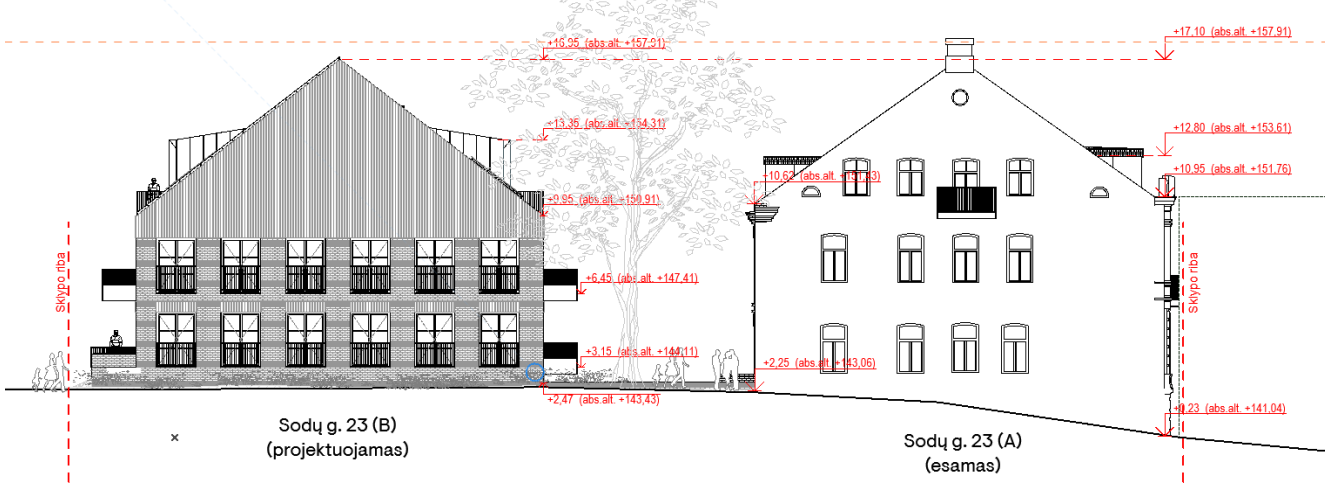 +16,95 (abs.alt. +157,91)
+17,10 (abs.alt. +157,91)
+13,35 (abs.alt. +154,31)
+12,80 (abs.alt. +153,61)
+10,62 (abs.alt. +151,43)
+10,95 (abs.alt. +151,76)
+9,95 (abs.alt. +150,91)
Sklypo riba
+6,45 (abs.alt. +147,41)
Sklypo riba
+3,15 (abs.alt. +144,11)
+2,25 (abs.alt. +143,06)
+2,47 (abs.alt. +143,43)
+0,23 (abs.alt. +141,04)
Sodų g. 23 (B)
(projektuojamas)
Sodų g. 23 (A)
(esamas)